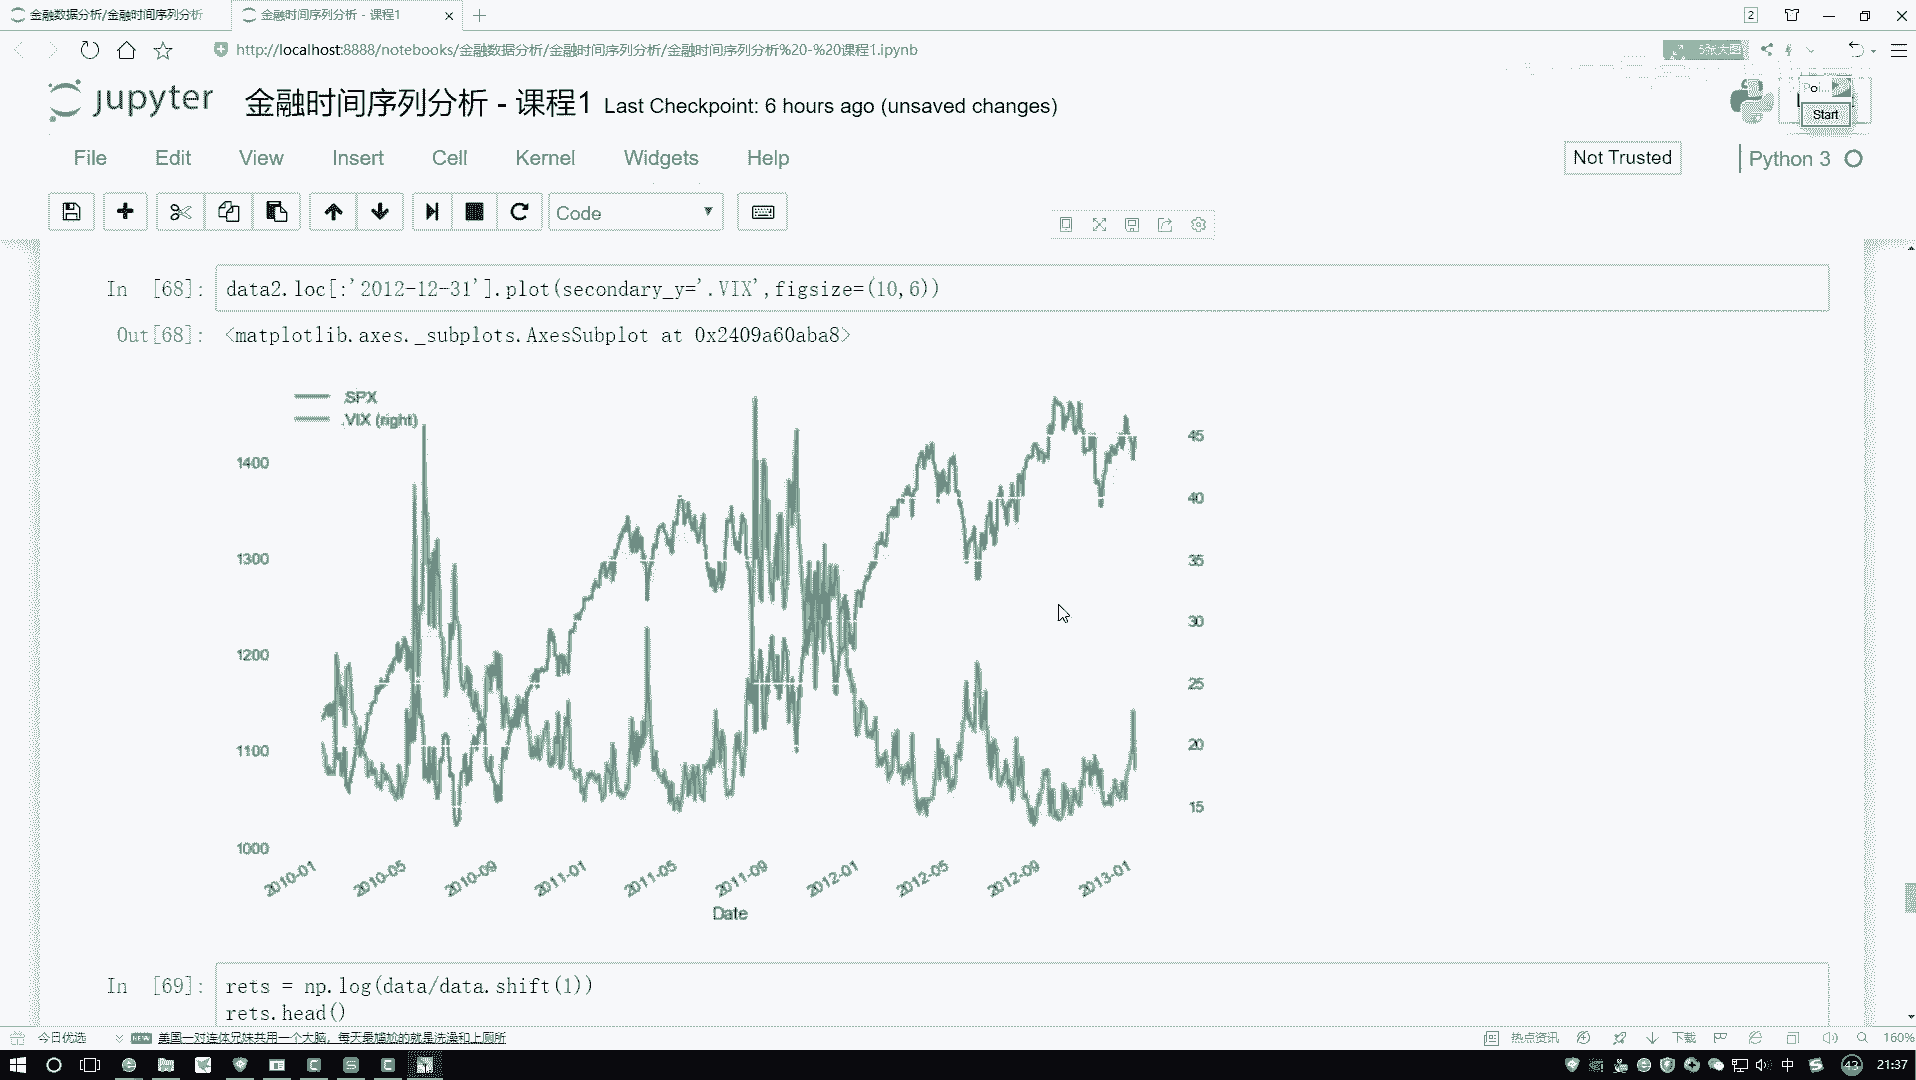 金融数据分析/金融时间序列分析
金融时间序列分析 - 课程1
2
http://localhost:8888/notebooks/金融数据分析/金融时间序列分析/金融时间序列分析%20-%20课程1.ipynb
5张大图
jupyter
金融时间序列分析 - 课程1 Last Checkpoint: 6 hours ago (unsaved changes)
Poi...
Start
File Edit View Insert Cell Kernel Widgets Help
Not Trusted
Python 3
Code
In [68]: data2.loc[:'2012-12-31'].plot(secondary_y='.VIX',figsize=(10,6))
Out[68]: <matplotlib.axes._subplots.AxesSubplot at 0x2409a60aba8>
.SPX
.VIX (right)
1400
1300
1200
1100
1000
45
40
35
30
25
20
15
2010-01 2010-05 2010-09 2011-01 2011-05 2011-09 2012-01 2012-05 2012-09 2013-01
Date
In [69]: rets = np.log(data/data.shift(1))
rets.head()
今日优选
NEW
美国一对连体兄妹共用一个大脑，每天最尴尬的就是洗澡和上厕所
热点资讯
下载
160%
中
43
21:37